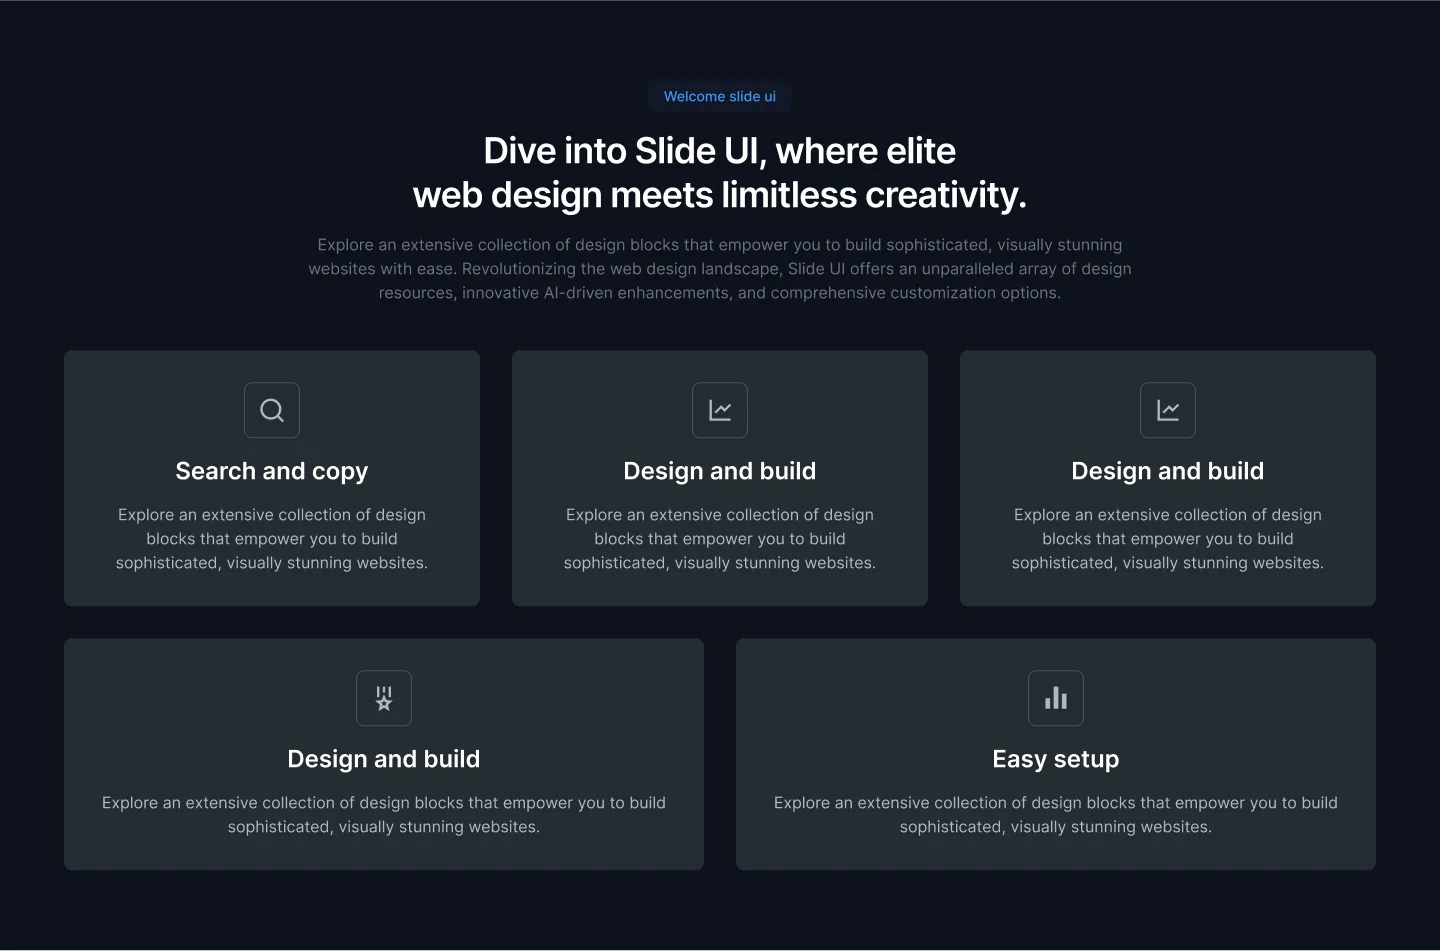 Welcome slide ui
Dive into Slide UI, where elite
web design meets limitless creativity.
Explore an extensive collection of design blocks that empower you to build sophisticated, visually stunning
websites with ease. Revolutionizing the web design landscape, Slide UI offers an unparalleled array of design
resources, innovative AI-driven enhancements, and comprehensive customization options.
Search and copy
Explore an extensive collection of design
blocks that empower you to build
sophisticated, visually stunning websites.
Design and build
Explore an extensive collection of design
blocks that empower you to build
sophisticated, visually stunning websites.
Design and build
Explore an extensive collection of design
blocks that empower you to build
sophisticated, visually stunning websites.
Design and build
Explore an extensive collection of design blocks that empower you to build
sophisticated, visually stunning websites.
Easy setup
Explore an extensive collection of design blocks that empower you to build
sophisticated, visually stunning websites.